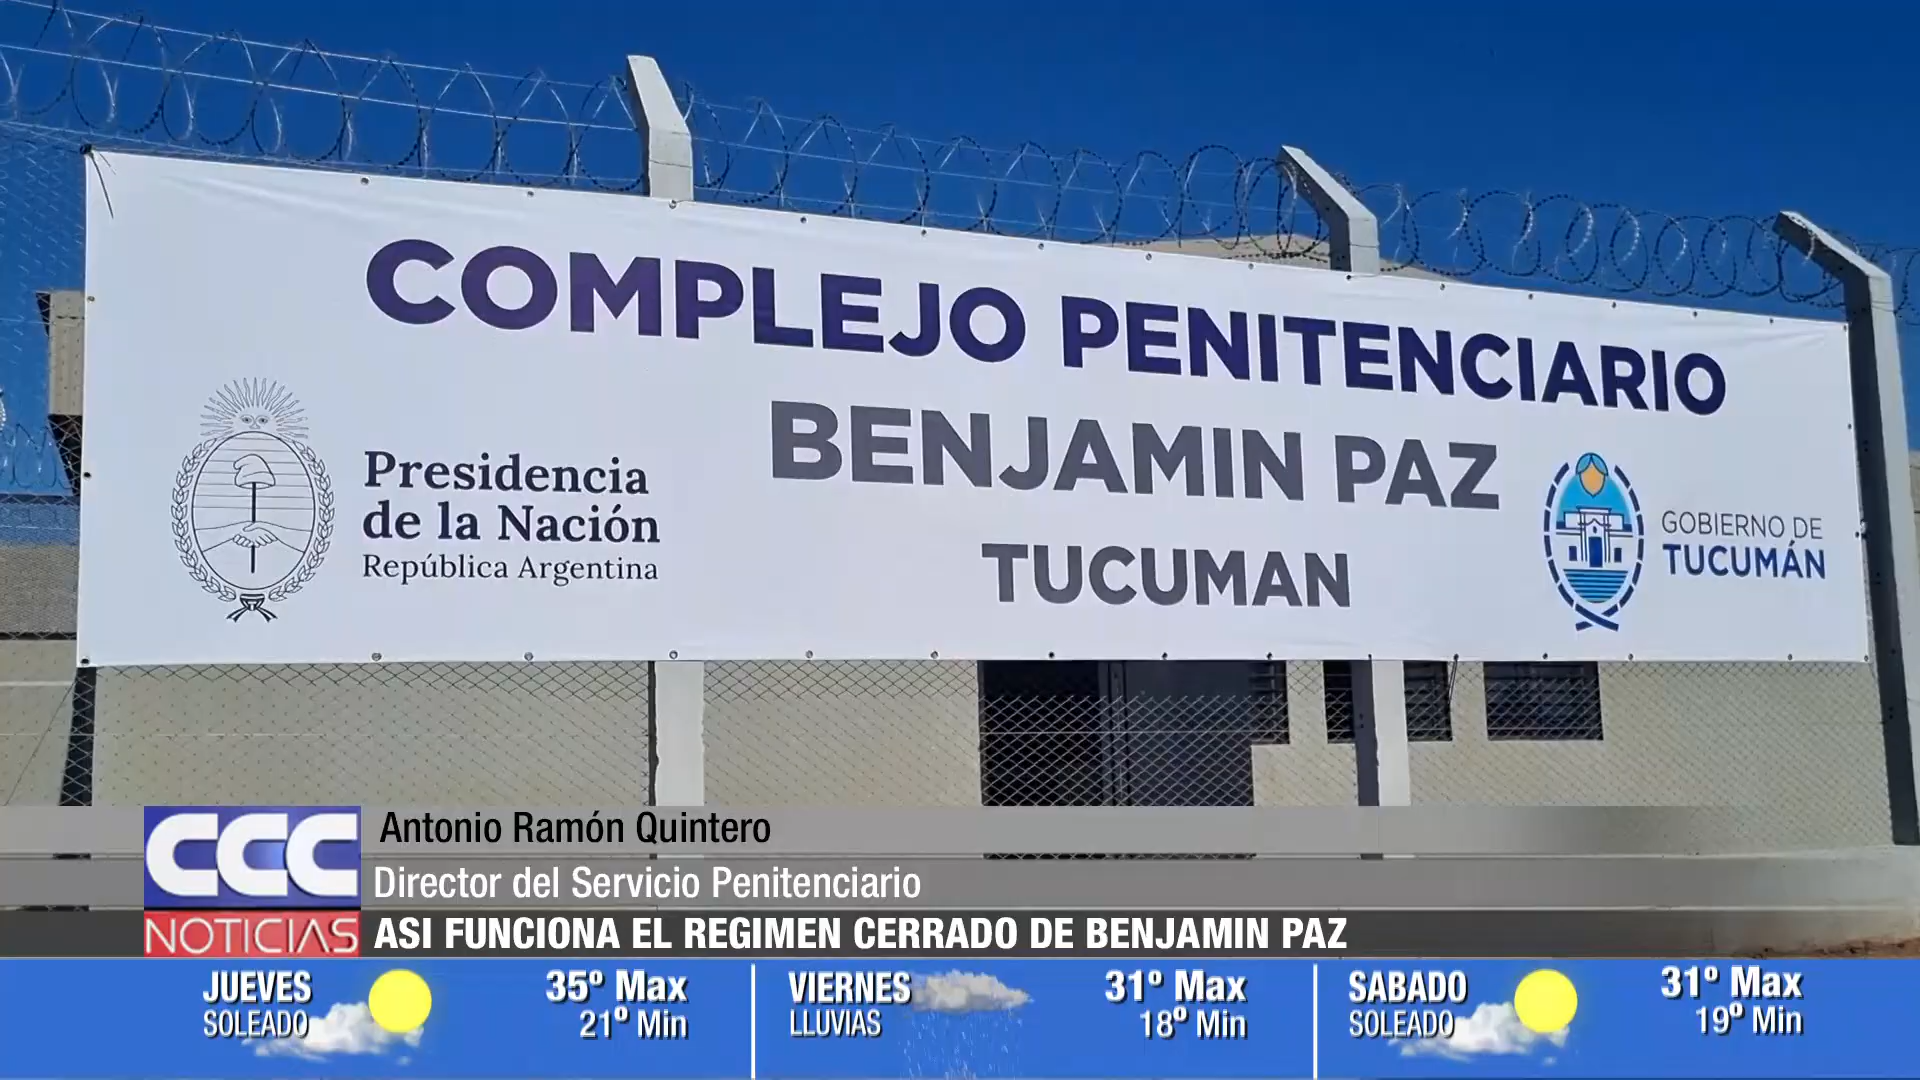 COMPLEJO PENITENCIARIO
BENJAMIN PAZ
TUCUMAN
Presidencia
de la Nación
República Argentina
GOBIERNO DE
TUCUMÁN
CCC
NOTICIAS
Antonio Ramón Quintero
Director del Servicio Penitenciario
ASI FUNCIONA EL REGIMEN CERRADO DE BENJAMIN PAZ
JUEVES
SOLEADO
35º Max
21º Min
VIERNES
LLUVIAS
31º Max
18º Min
SABADO
SOLEADO
31º Max
19º Min